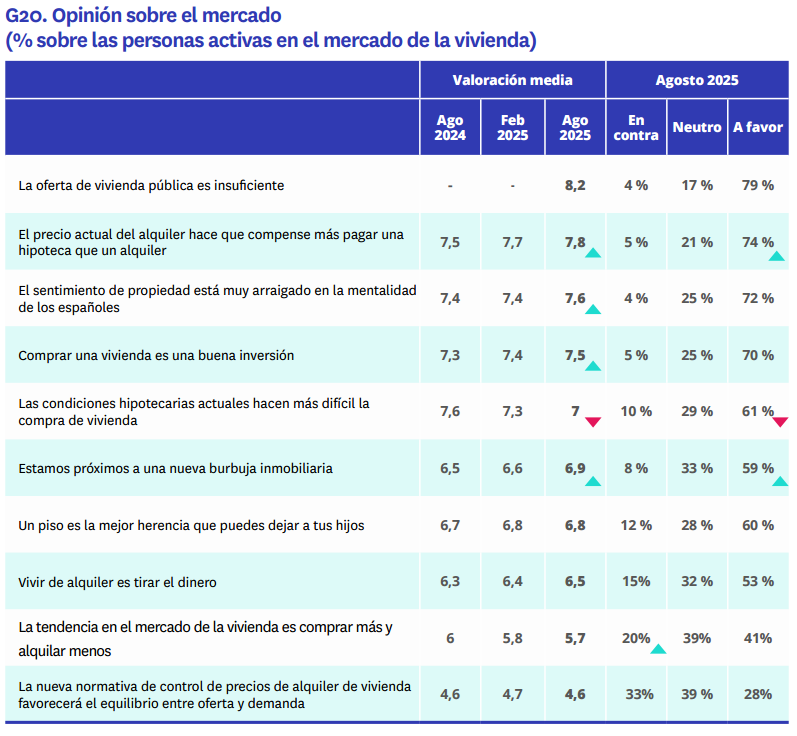 G20. Opinión sobre el mercado
(% sobre las personas activas en el mercado de la vivienda)
Valoración media Agosto 2025
Ago 2024 Feb 2025 Ago 2025 En contra Neutro A favor
La oferta de vivienda pública es insuficiente - - 8,2 4 % 17 % 79 %
El precio actual del alquiler hace que compense más pagar una
hipoteca que un alquiler 7,5 7,7 7,8 5 % 21 % 74 %
El sentimiento de propiedad está muy arraigado en la mentalidad
de los españoles 7,4 7,4 7,6 4 % 25 % 72 %
Comprar una vivienda es una buena inversión 7,3 7,4 7,5 5 % 25 % 70 %
Las condiciones hipotecarias actuales hacen más difícil la
compra de vivienda 7,6 7,3 7 10 % 29 % 61 %
Estamos próximos a una nueva burbuja inmobiliaria 6,5 6,6 6,9 8 % 33 % 59 %
Un piso es la mejor herencia que puedes dejar a tus hijos 6,7 6,8 6,8 12 % 28 % 60 %
Vivir de alquiler es tirar el dinero 6,3 6,4 6,5 15% 32 % 53 %
La tendencia en el mercado de la vivienda es comprar más y
alquilar menos 6 5,8 5,7 20% 39% 41%
La nueva normativa de control de precios de alquiler de vivienda
favorecerá el equilibrio entre oferta y demanda 4,6 4,7 4,6 33% 39 % 28%